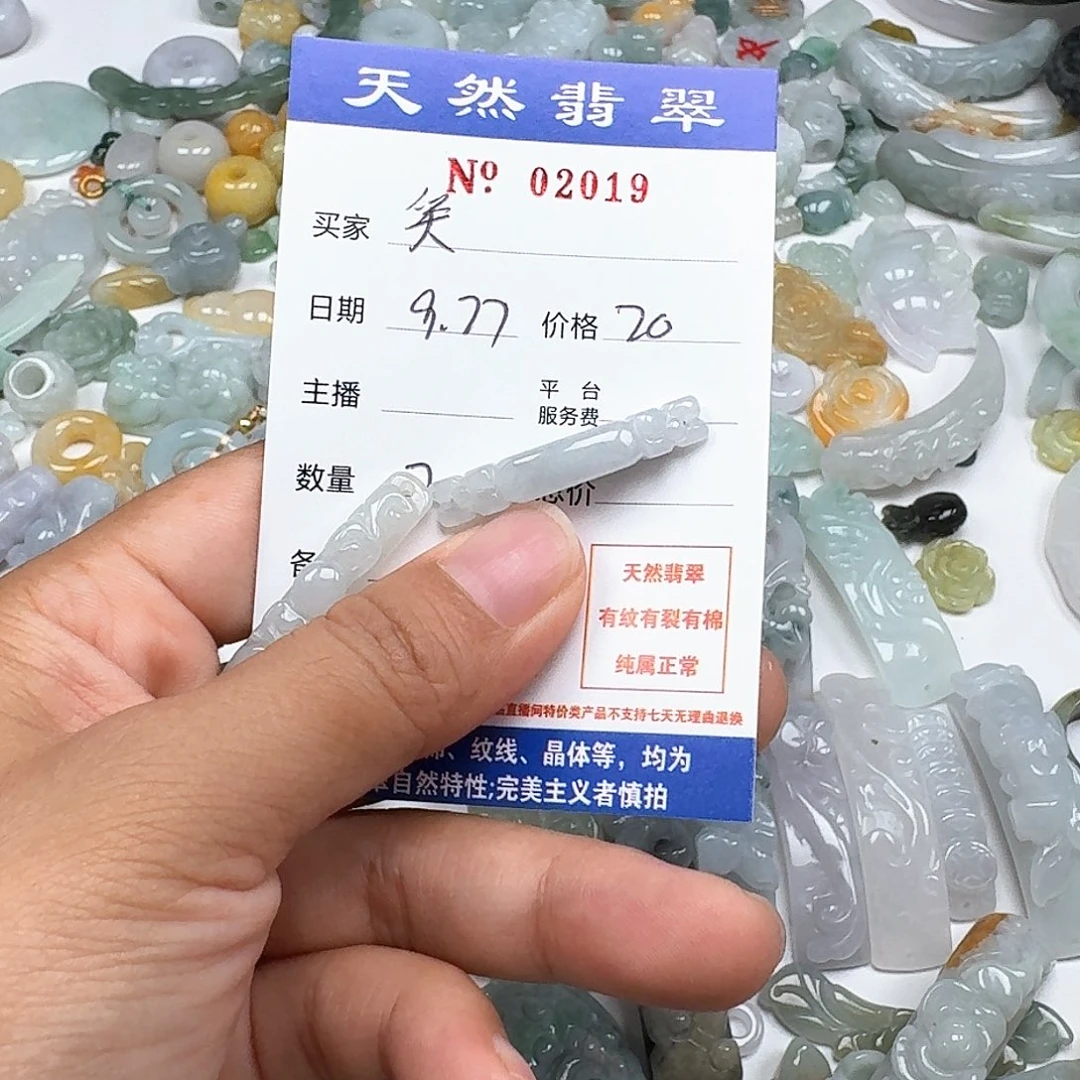 天然翡翠
Nº 02019
买家
日期 9.27 价格 20
主播 平台
服务费
数量 总价
天然翡翠
有纹有裂有棉
纯属正常
直播间特价类产品不支持七天无理由退换
、纹线、晶体等，均为
自然特性;完美主义者慎拍